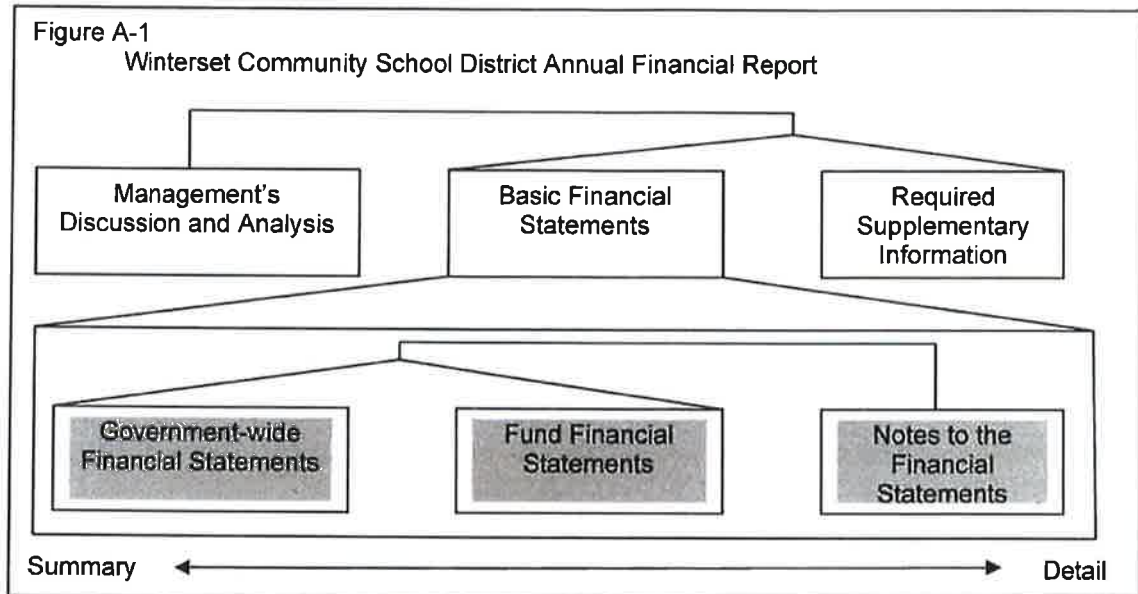 Figure A-1
Winterset Community School District Annual Financial Report
Management's
Discussion and Analysis
Basic Financial
Statements
Required
Supplementary
Information
Government-wide
Financial Statements
Fund Financial
Statements
Notes to the
Financial
Statements
Summary
Detail